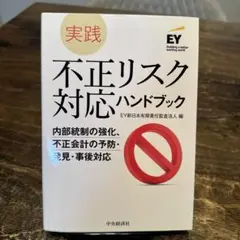 実践
EY
Building a better
working world
不正リスク
対応ハンドブック
EY新日本有限責任監査法人 編
内部統制の強化、
不正会計の予防・
発見・事後対応
中央経済社